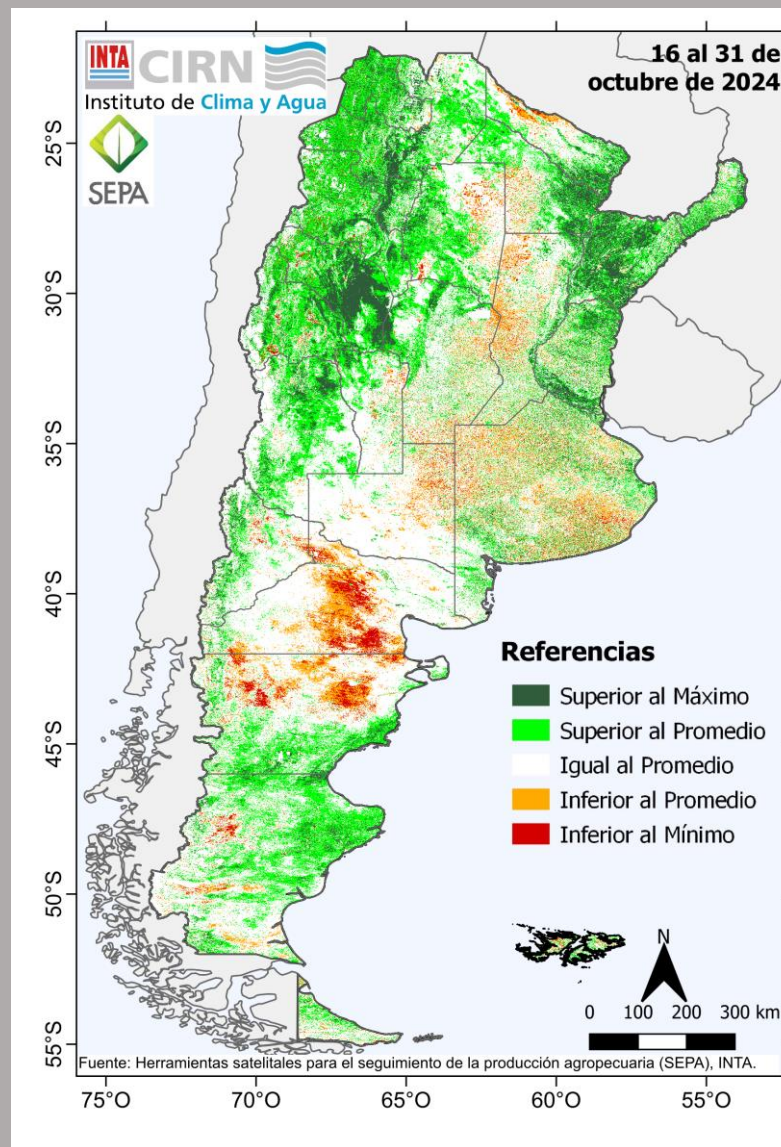 INTA CIRN
Instituto de Clima y Agua
SEPA
16 al 31 de
octubre de 2024
25°S
30°S
35°S
40°S
45°S
50°S
55°S
Referencias
Superior al Máximo
Superior al Promedio
Igual al Promedio
Inferior al Promedio
Inferior al Mínimo
N
0 100 200 300 km
Fuente: Herramientas satelitales para el seguimiento de la producción agropecuaria (SEPA), INTA.
75°O 70°O 65°O 60°O 55°O